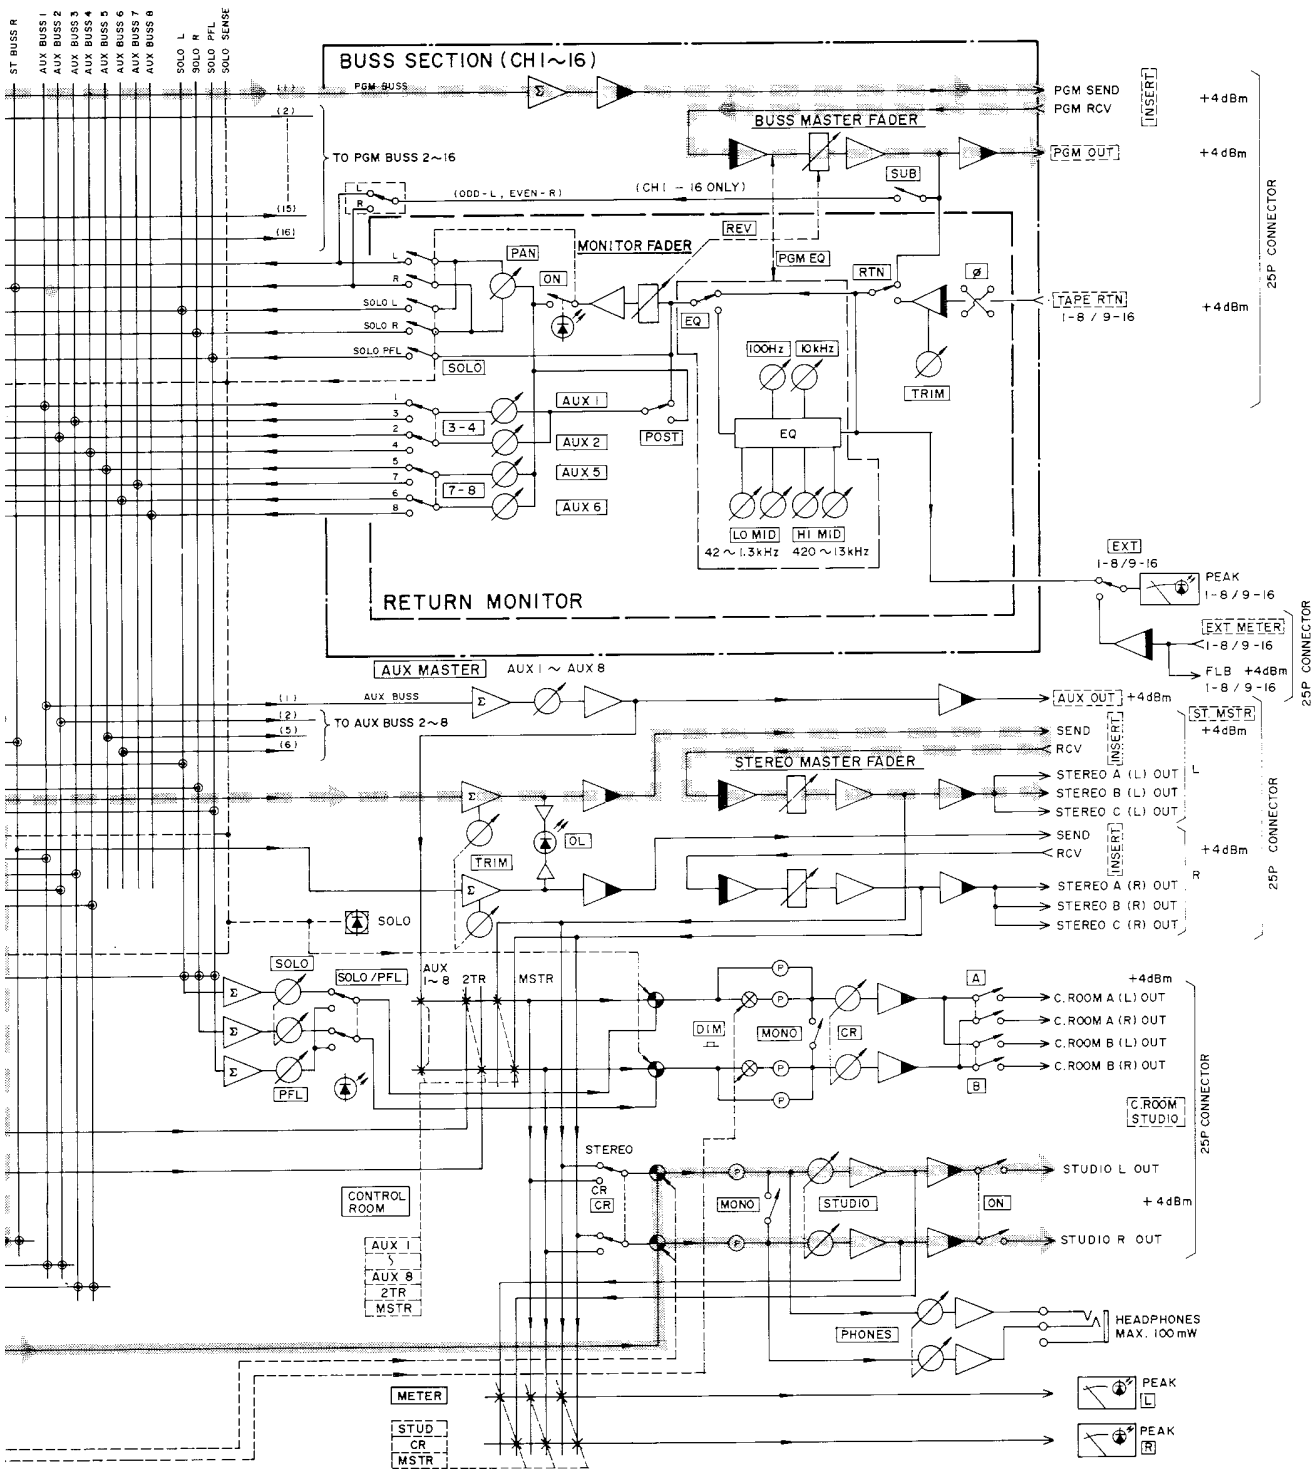 ST BUSS R
AUX BUSS 1
AUX BUSS 2
AUX BUSS 3
AUX BUSS 4
AUX BUSS 5
AUX BUSS 6
AUX BUSS 7
AUX BUSS 8
SOLO L
SOLO R
SOLO PFL
SOLO SENSE
BUSS SECTION (CH1~16)
(1) PGM BUSS
Σ
PGM SEND
PGM RCV
INSERT
+4dBm
(2)
BUSS MASTER FADER
TO PGM BUSS 2~16
PGM OUT
+4dBm
SUB
L
R
(ODD-L, EVEN-R)
(CH1 - 16 ONLY)
(15)
(16)
25P CONNECTOR
REV
MONITOR FADER
PAN
PGM EQ
L
ON
RTN
Ø
R
TAPE RTN
1-8 / 9-16
+4dBm
SOLO L
SOLO R
EQ
SOLO PFL
SOLO
100Hz
10kHz
TRIM
1
3
2
4
5
7
6
8
3-4
7-8
AUX 1
AUX 2
AUX 5
AUX 6
POST
EQ
LO MID
HI MID
42~1.3kHz
420~13kHz
EXT
1-8/9-16
PEAK
1-8/9-16
RETURN MONITOR
EXT METER
1-8/9-16
FLB +4dBm
1-8/9-16
25P CONNECTOR
AUX MASTER
AUX 1 ~ AUX 8
(1) AUX BUSS
Σ
AUX OUT
+4dBm
(2)
(5)
(6)
TO AUX BUSS 2~8
ST MSTR
+4dBm
SEND
RCV
INSERT
STEREO MASTER FADER
STEREO A (L) OUT
STEREO B (L) OUT
STEREO C (L) OUT
L
Σ
OL
TRIM
Σ
SEND
RCV
INSERT
+4dBm
R
STEREO A (R) OUT
STEREO B (R) OUT
STEREO C (R) OUT
25P CONNECTOR
SOLO
SOLO
SOLO/PFL
AUX
1~8
2TR
MSTR
Σ
Σ
Σ
PFL
P
P
P
P
DIM
MONO
CR
A
B
+4dBm
C.ROOM A (L) OUT
C.ROOM A (R) OUT
C.ROOM B (L) OUT
C.ROOM B (R) OUT
C.ROOM
STUDIO
25P CONNECTOR
STEREO
CR
CR
P
P
MONO
STUDIO
ON
STUDIO L OUT
+4dBm
STUDIO R OUT
CONTROL
ROOM
AUX 1
~
AUX 8
2TR
MSTR
PHONES
HEADPHONES
MAX. 100mW
METER
STUD
CR
MSTR
PEAK
L
PEAK
R